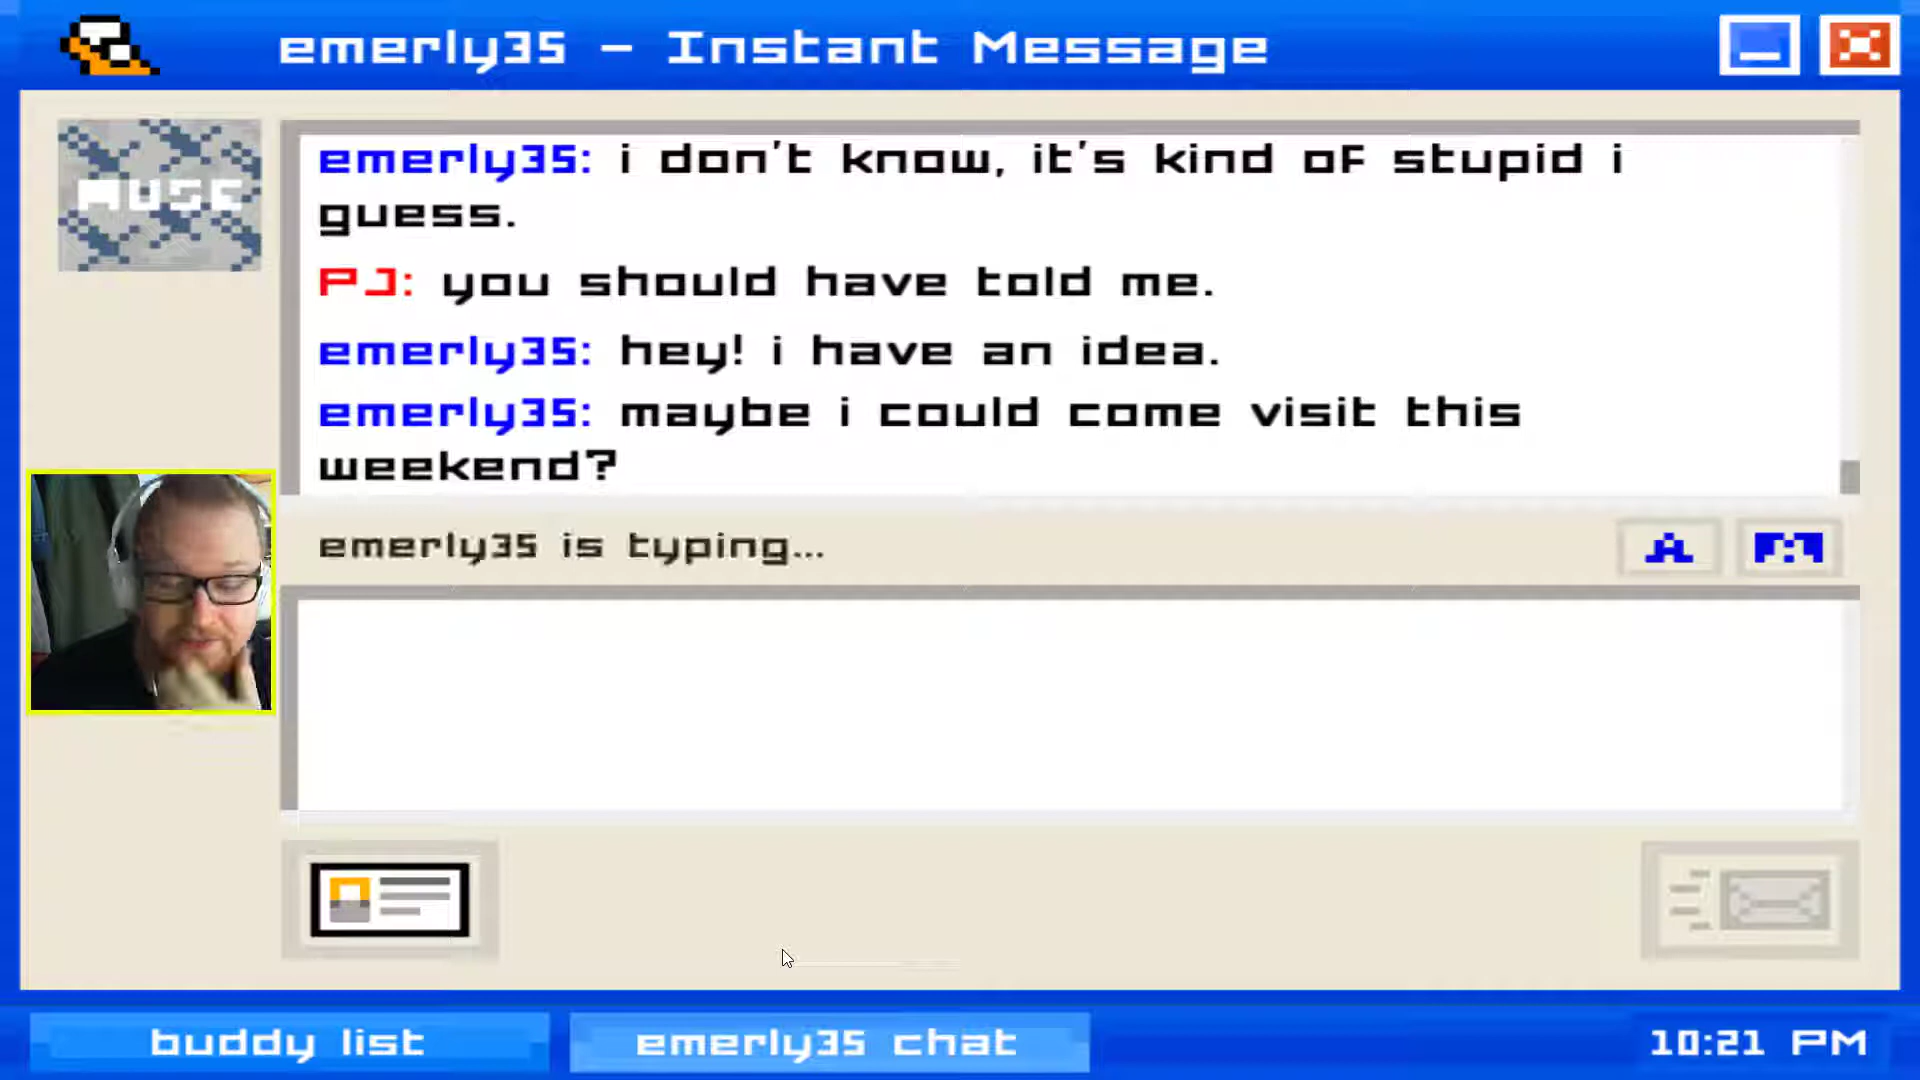 emerly35 - Instant Message
MUSE
emerly35: i don't know, it's kind of stupid i
guess.
PJ: you should have told me.
emerly35: hey! i have an idea.
emerly35: maybe i could come visit this
weekend?
emerly35 is typing...
A
buddy list
emerly35 chat
10:21 PM